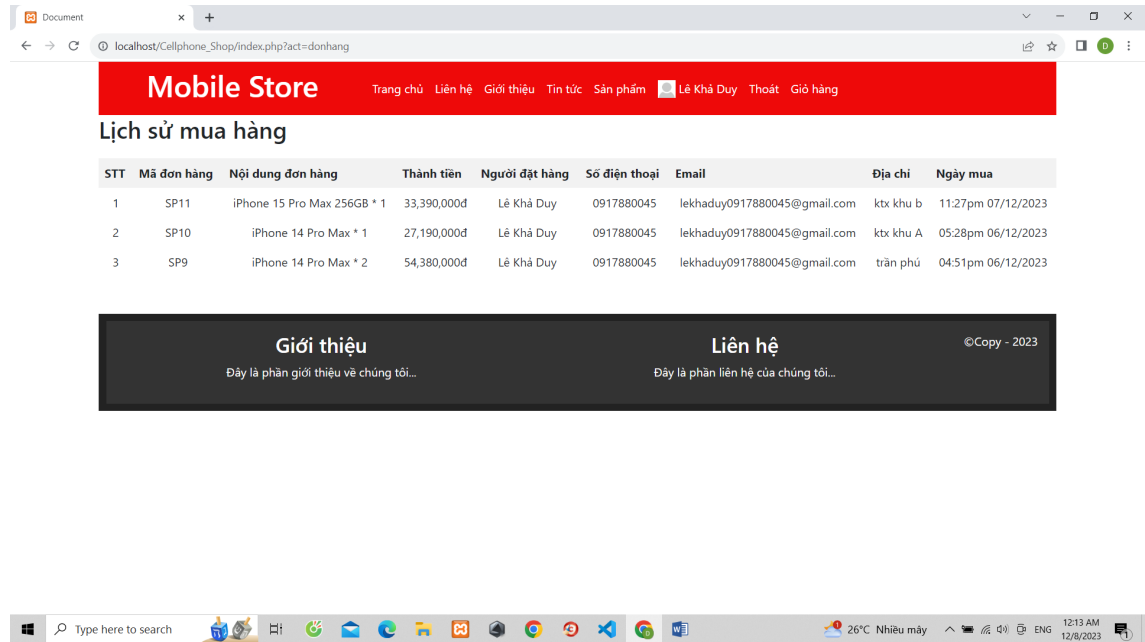 Document
localhost/Cellphone_Shop/index.php?act=donhang
D
Mobile Store
Trang chủ Liên hệ Giới thiệu Tin tức Sản phẩm Lê Khả Duy Thoát Giỏ hàng
Lịch sử mua hàng
STT Mã đơn hàng Nội dung đơn hàng Thành tiền Người đặt hàng Số điện thoại Email Địa chỉ Ngày mua
1 SP11 iPhone 15 Pro Max 256GB * 1 33,390,000đ Lê Khả Duy 0917880045 lekhaduy0917880045@gmail.com ktx khu b 11:27pm 07/12/2023
2 SP10 iPhone 14 Pro Max * 1 27,190,000đ Lê Khả Duy 0917880045 lekhaduy0917880045@gmail.com ktx khu A 05:28pm 06/12/2023
3 SP9 iPhone 14 Pro Max * 2 54,380,000đ Lê Khả Duy 0917880045 lekhaduy0917880045@gmail.com trần phú 04:51pm 06/12/2023
Giới thiệu Liên hệ ©Copy - 2023
Đây là phần giới thiệu về chúng tôi... Đây là phần liên hệ của chúng tôi...
Type here to search 26°C Nhiều mây ENG 12:13 AM
12/8/2023